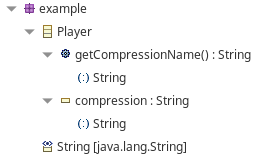 example
Player
getCompressionName() : String
(:) String
compression : String
(:) String
String [java.lang.String]